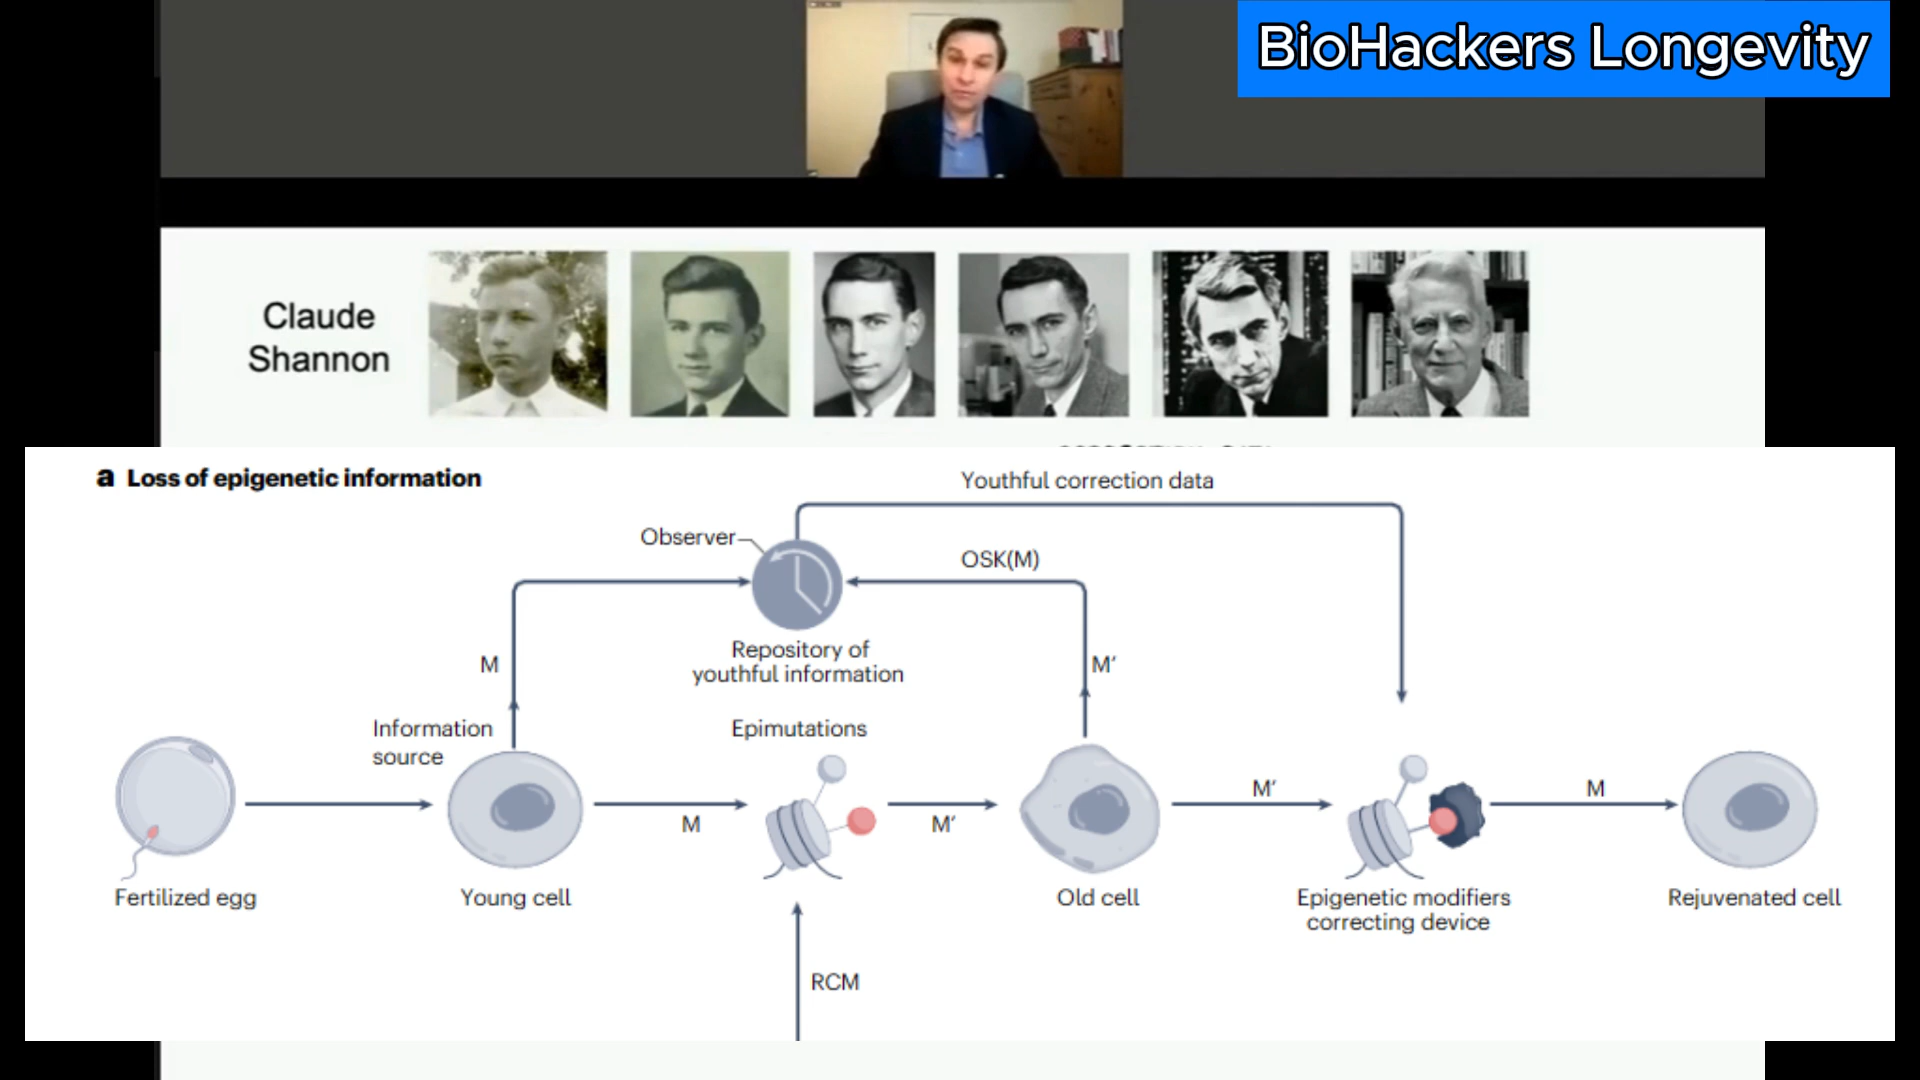 BioHackers Longevity
Claude
Shannon
a Loss of epigenetic information
Youthful correction data
Observer
OSK(M)
Repository of
youthful information
M
M′
Information
source
Epimutations
M
M′
M′
M
Fertilized egg
Young cell
Old cell
Epigenetic modifiers
correcting device
Rejuvenated cell
RCM